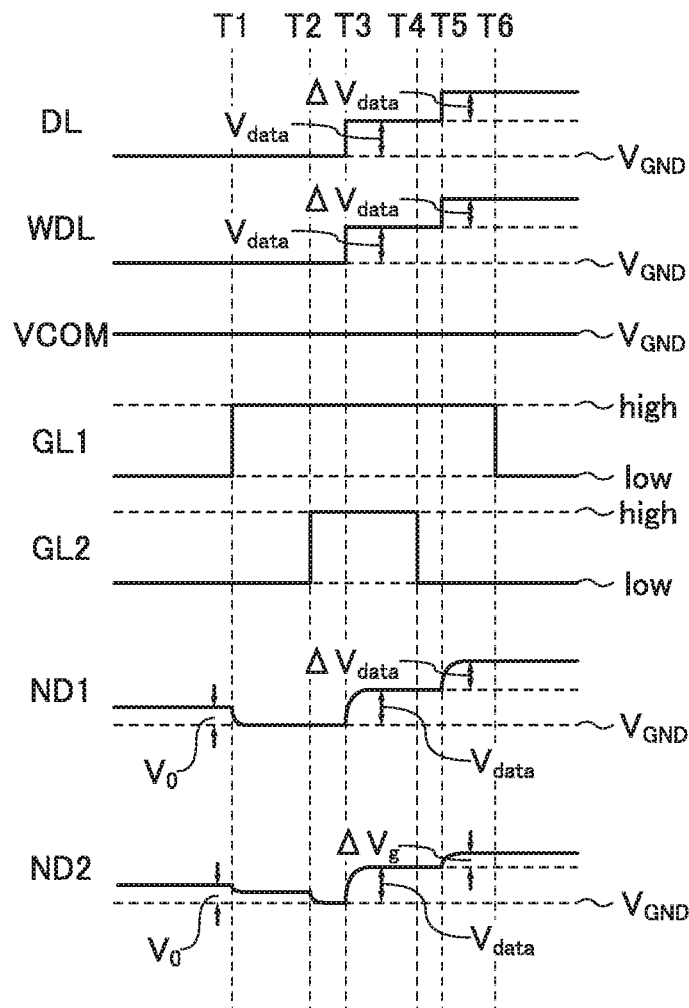 T1 T2 T3 T4 T5 T6
DL
ΔVdata
Vdata
VGND
WDL
ΔVdata
Vdata
VGND
VCOM
VGND
GL1
high
low
GL2
high
low
ND1
ΔVdata
VGND
V0
Vdata
ND2
ΔVg
VGND
V0
Vdata